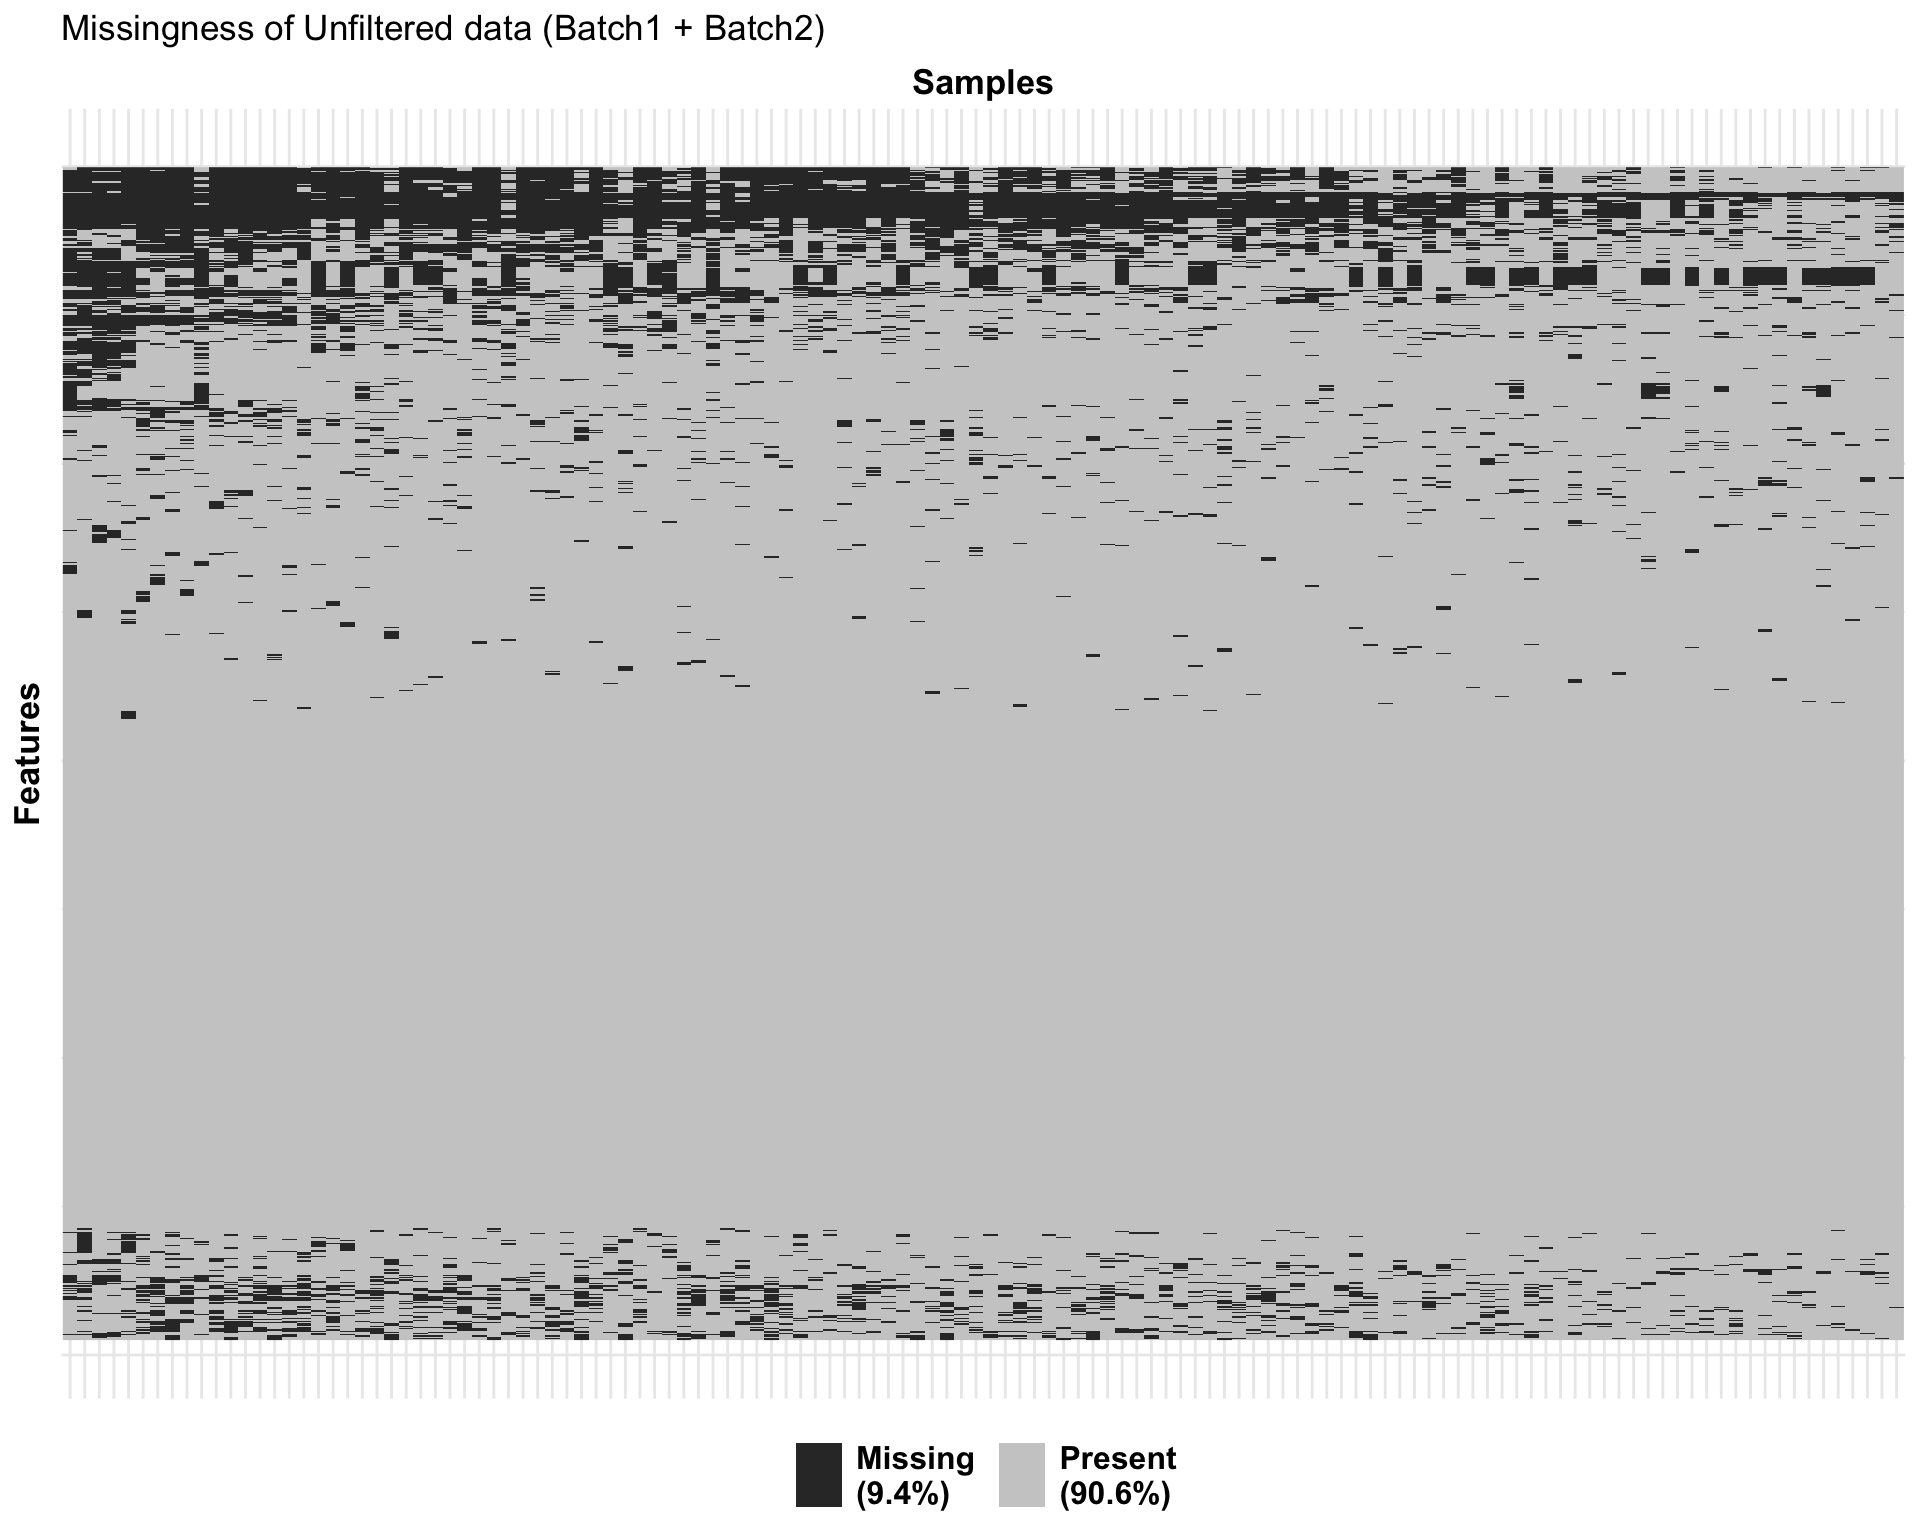 Missingness of Unfiltered data (Batch1 + Batch2)
Samples
Features
Missing
(9.4%)
Present
(90.6%)